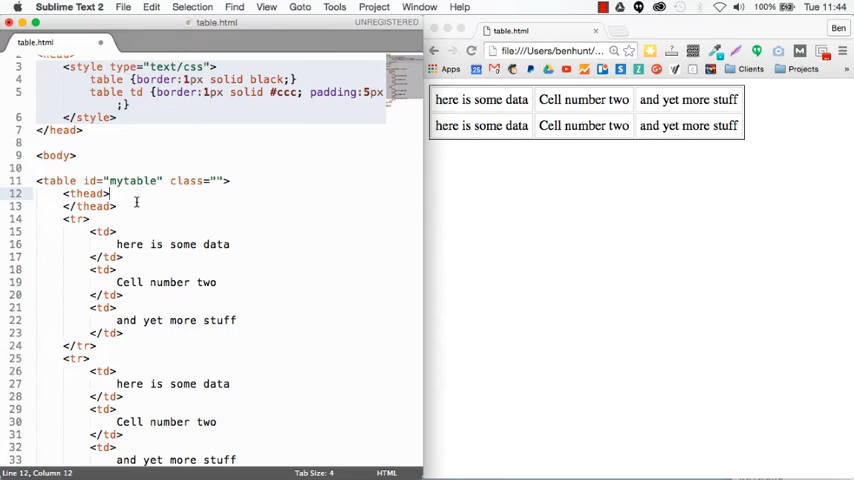 Sublime Text 2 File Edit Selection Find View Goto Tools Project Window Help 100% Tue 11:44
table.html UNREGISTERED
table.html
table.html Ben
file:///Users/benhunt/De
Apps Clients Projects
2 <head>
3 <style type="text/css">
4 table {border:1px solid black;}
5 table td {border:1px solid #ccc; padding:5px
;}
6 </style>
7 </head>
8
9 <body>
10
11 <table id="mytable" class="">
12 <thead>
13 </thead>
14 <tr>
15 <td>
16 here is some data
17 </td>
18 <td>
19 Cell number two
20 </td>
21 <td>
22 and yet more stuff
23 </td>
24 </tr>
25 <tr>
26 <td>
27 here is some data
28 </td>
29 <td>
30 Cell number two
31 </td>
32 <td>
33 and yet more stuff
Line 12, Column 12 Tab Size: 4 HTML
here is some data Cell number two and yet more stuff
here is some data Cell number two and yet more stuff